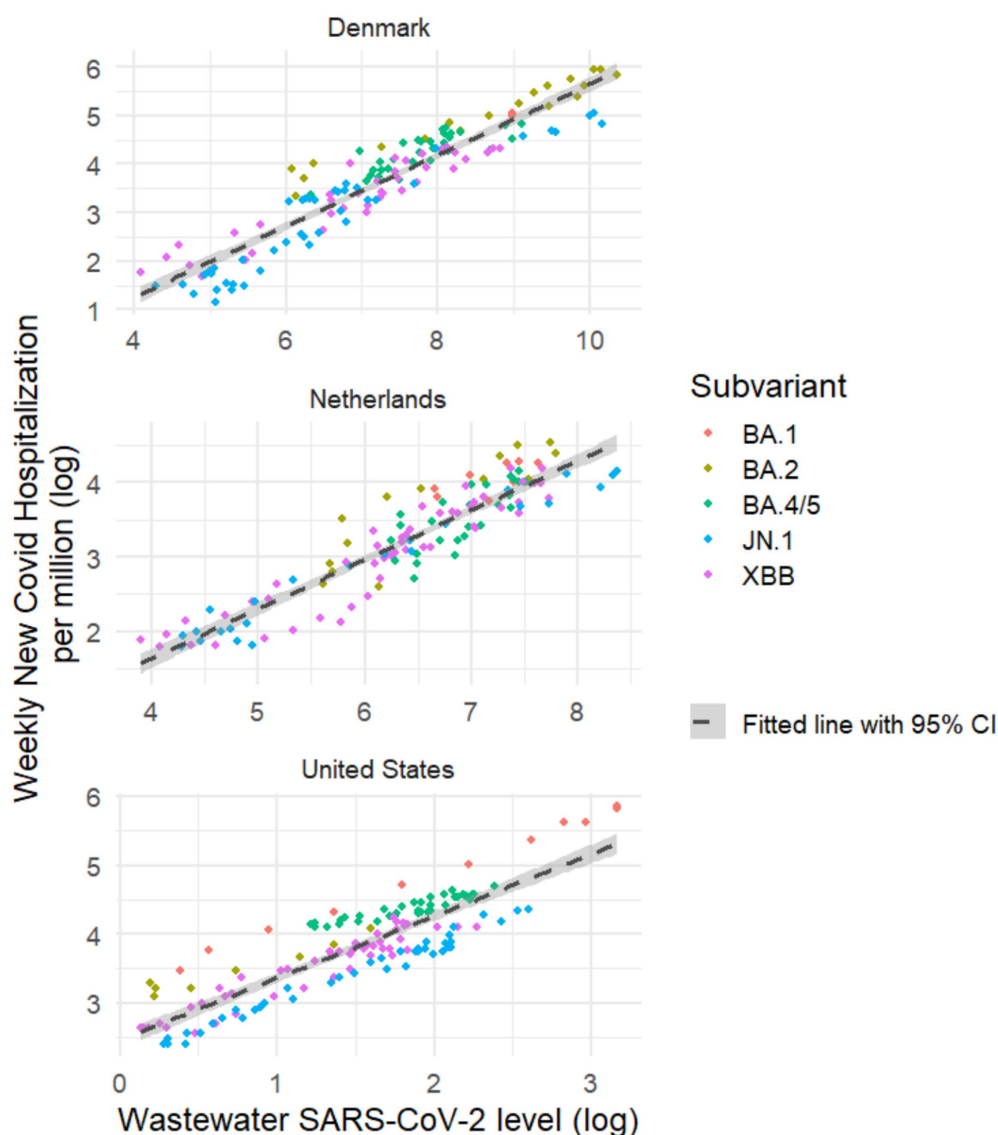 Denmark
6
5
4
3
2
1
4 6 8 10
Netherlands
4
3
2
4 5 6 7 8
United States
6
5
4
3
0 1 2 3
Weekly New Covid Hospitalization
per million (log)
Wastewater SARS-CoV-2 level (log)
Subvariant
BA.1
BA.2
BA.4/5
JN.1
XBB
Fitted line with 95% CI